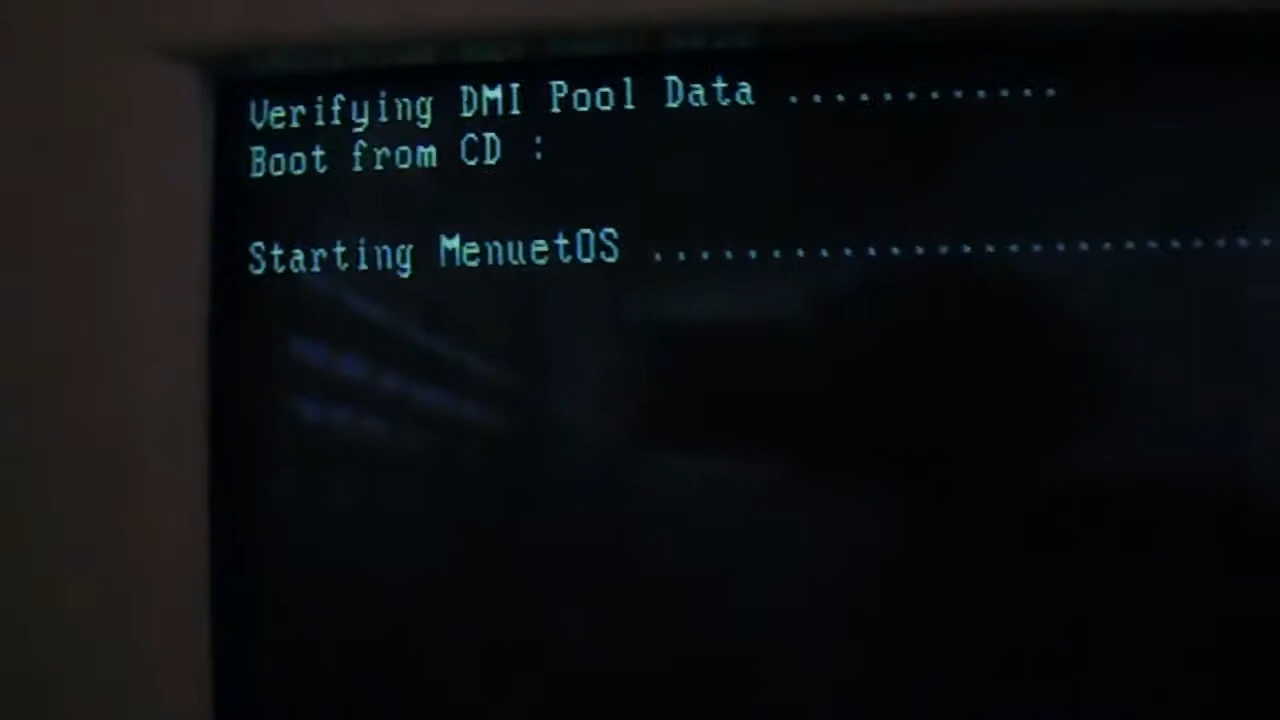 Verifying DMI Pool Data ............
Boot from CD :
Starting MenuetOS ....................